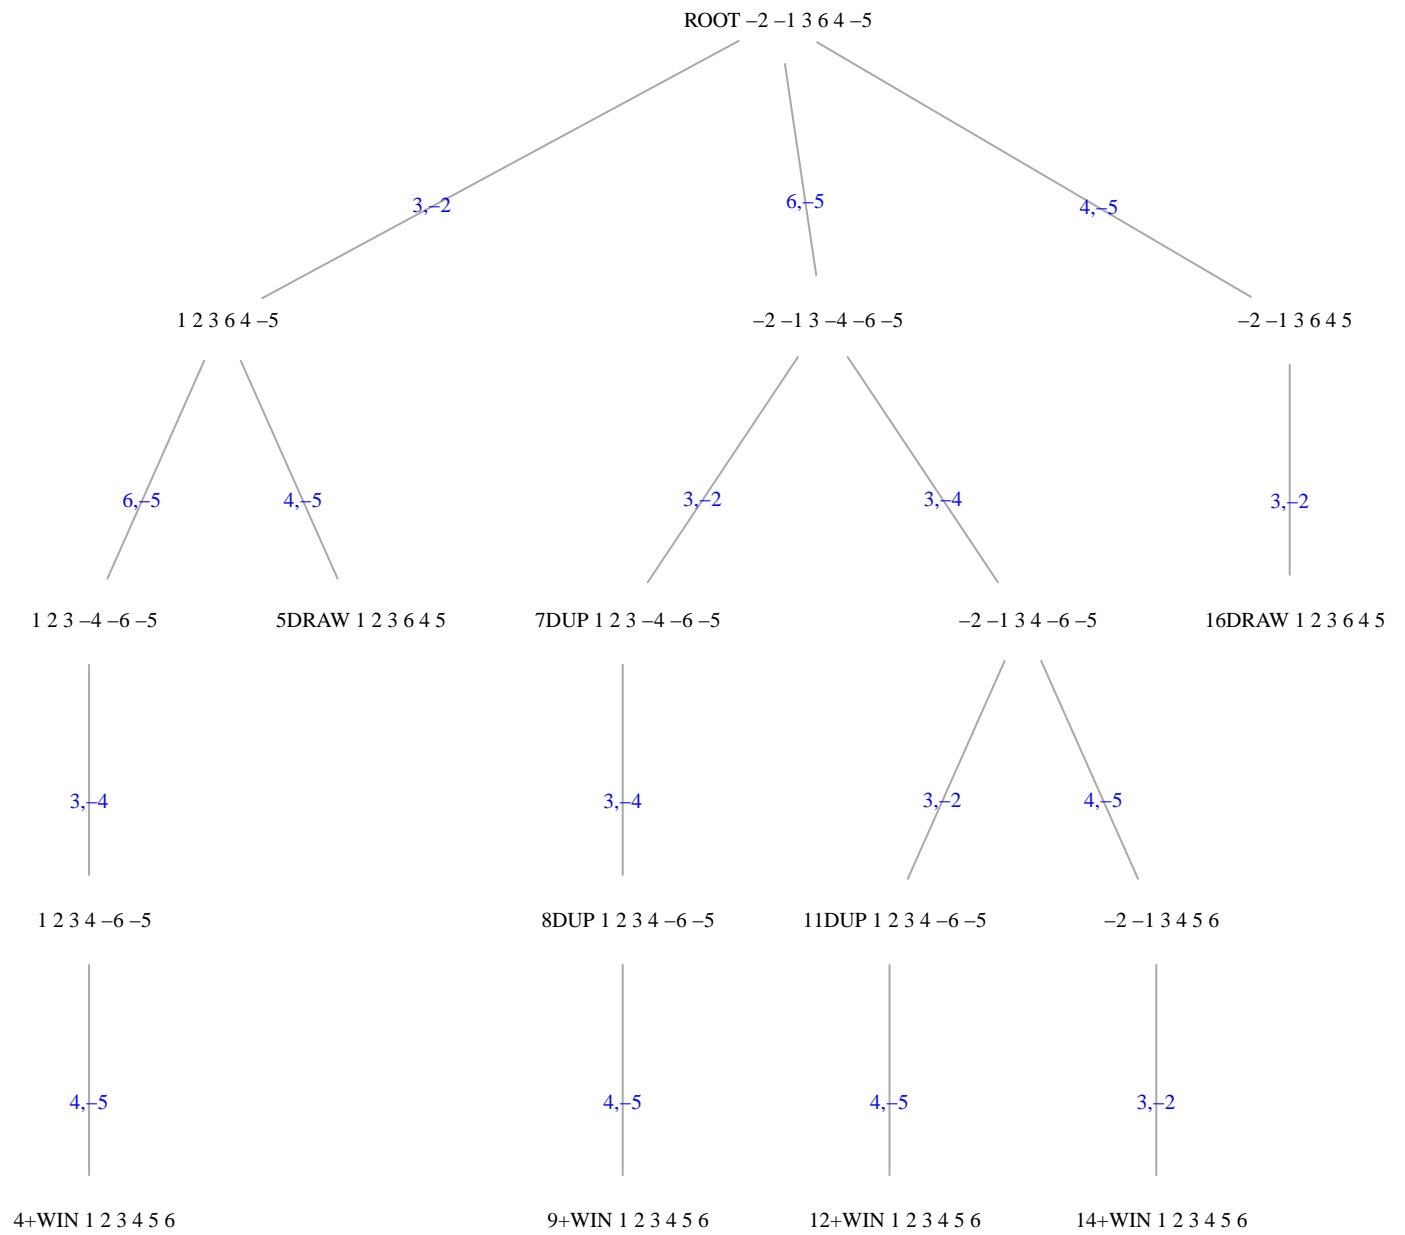 ROOT –2 –1 3 6 4 –5
3,–2
6,–5
4,–5
1 2 3 6 4 –5
–2 –1 3 –4 –6 –5
–2 –1 3 6 4 5
6,–5
4,–5
3,–2
3,–4
3,–2
1 2 3 –4 –6 –5
5DRAW 1 2 3 6 4 5
7DUP 1 2 3 –4 –6 –5
–2 –1 3 4 –6 –5
16DRAW 1 2 3 6 4 5
3,–4
3,–4
3,–2
4,–5
1 2 3 4 –6 –5
8DUP 1 2 3 4 –6 –5
11DUP 1 2 3 4 –6 –5
–2 –1 3 4 5 6
4,–5
4,–5
4,–5
3,–2
4+WIN 1 2 3 4 5 6
9+WIN 1 2 3 4 5 6
12+WIN 1 2 3 4 5 6
14+WIN 1 2 3 4 5 6